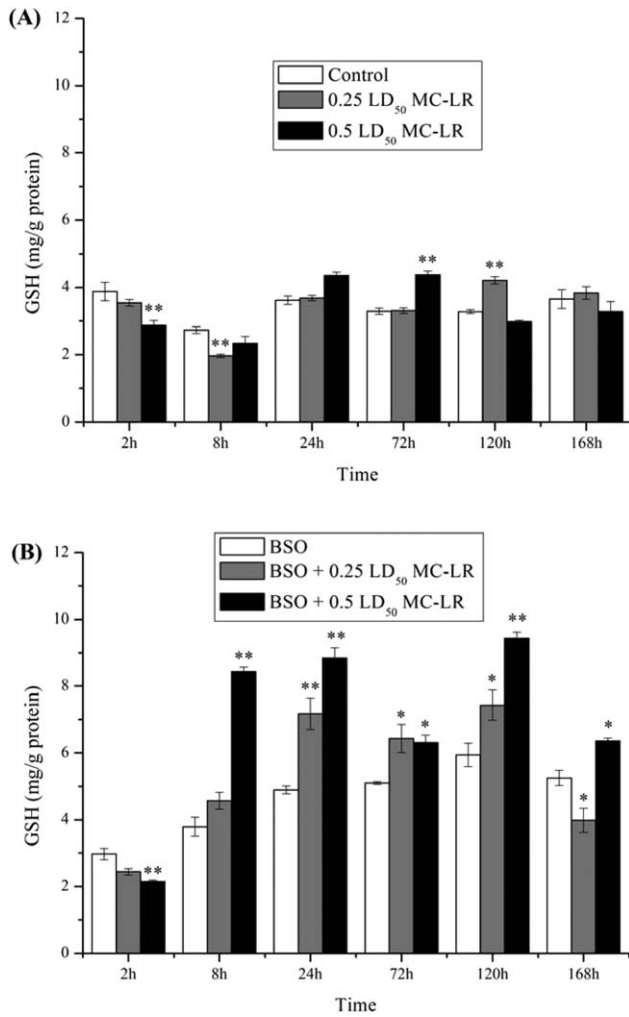 (A)
12
10
8
6
4
2
0
GSH (mg/g protein)
Control
0.25 LD50 MC-LR
0.5 LD50 MC-LR
**
**
**
**
2h 8h 24h 72h 120h 168h
Time
(B)
12
10
8
6
4
2
0
GSH (mg/g protein)
BSO
BSO + 0.25 LD50 MC-LR
BSO + 0.5 LD50 MC-LR
**
**
**
**
*
*
*
**
*
*
2h 8h 24h 72h 120h 168h
Time